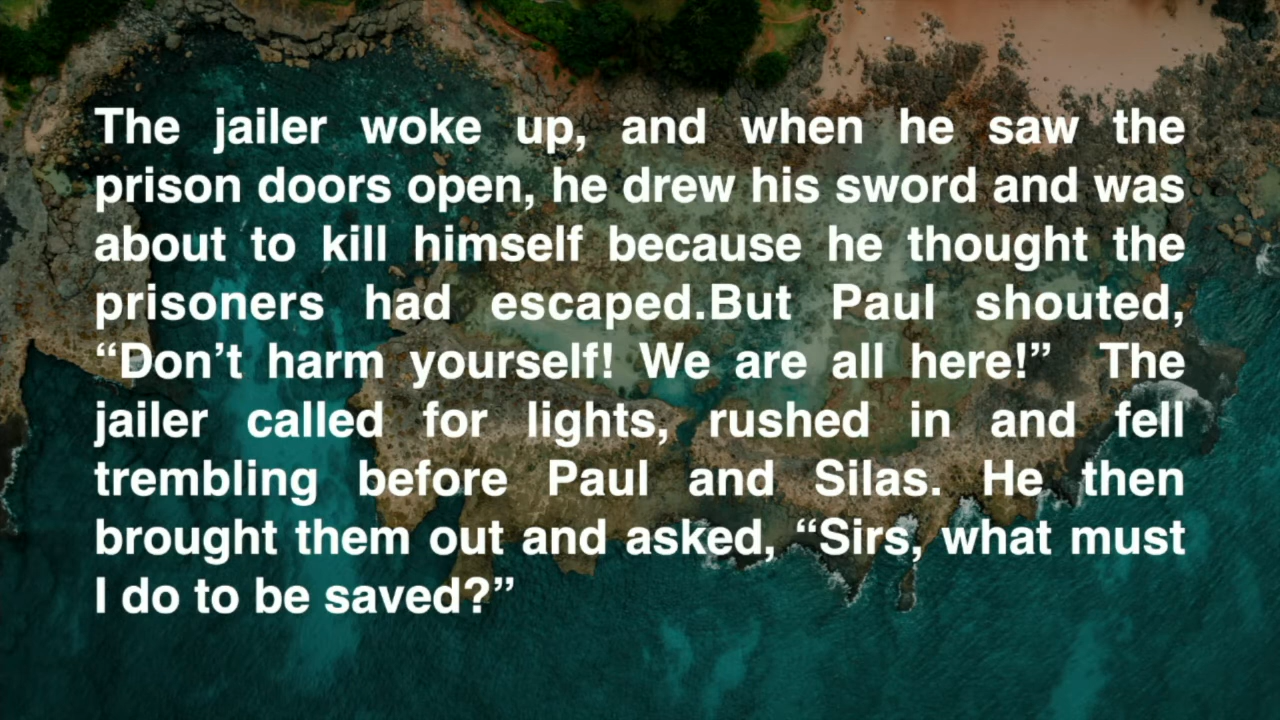 The jailer woke up, and when he saw the
prison doors open, he drew his sword and was
about to kill himself because he thought the
prisoners had escaped.But Paul shouted,
“Don’t harm yourself! We are all here!” The
jailer called for lights, rushed in and fell
trembling before Paul and Silas. He then
brought them out and asked, “Sirs, what must
I do to be saved?”